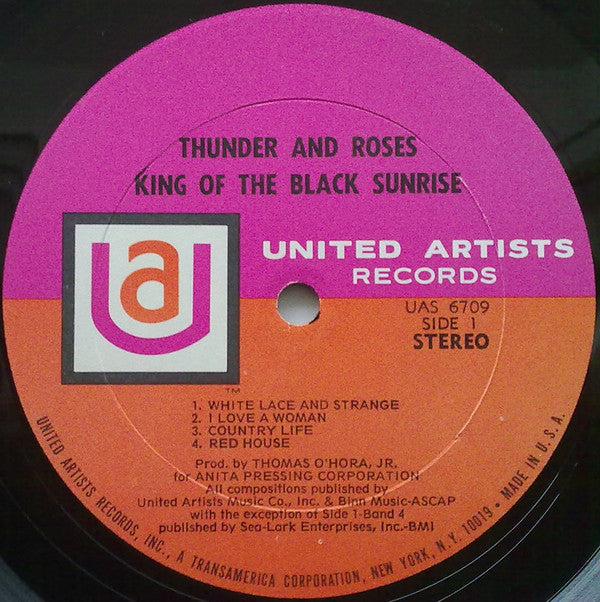 THUNDER AND ROSES
KING OF THE BLACK SUNRISE
ua
UNITED ARTISTS
RECORDS
UAS 6709
SIDE 1
STEREO
TM
1. WHITE LACE AND STRANGE
2. I LOVE A WOMAN
3. COUNTRY LIFE
4. RED HOUSE
Prod. by THOMAS O'HORA, JR.
for ANITA PRESSING CORPORATION
All compositions published by
United Artists Music Co., Inc. & Binn Music-ASCAP
with the exception of Side 1-Band 4
published by Sea-Lark Enterprises, Inc.-BMI
UNITED ARTISTS RECORDS, INC., A TRANSAMERICA CORPORATION, NEW YORK, N.Y. 10019 • MADE IN U.S.A.